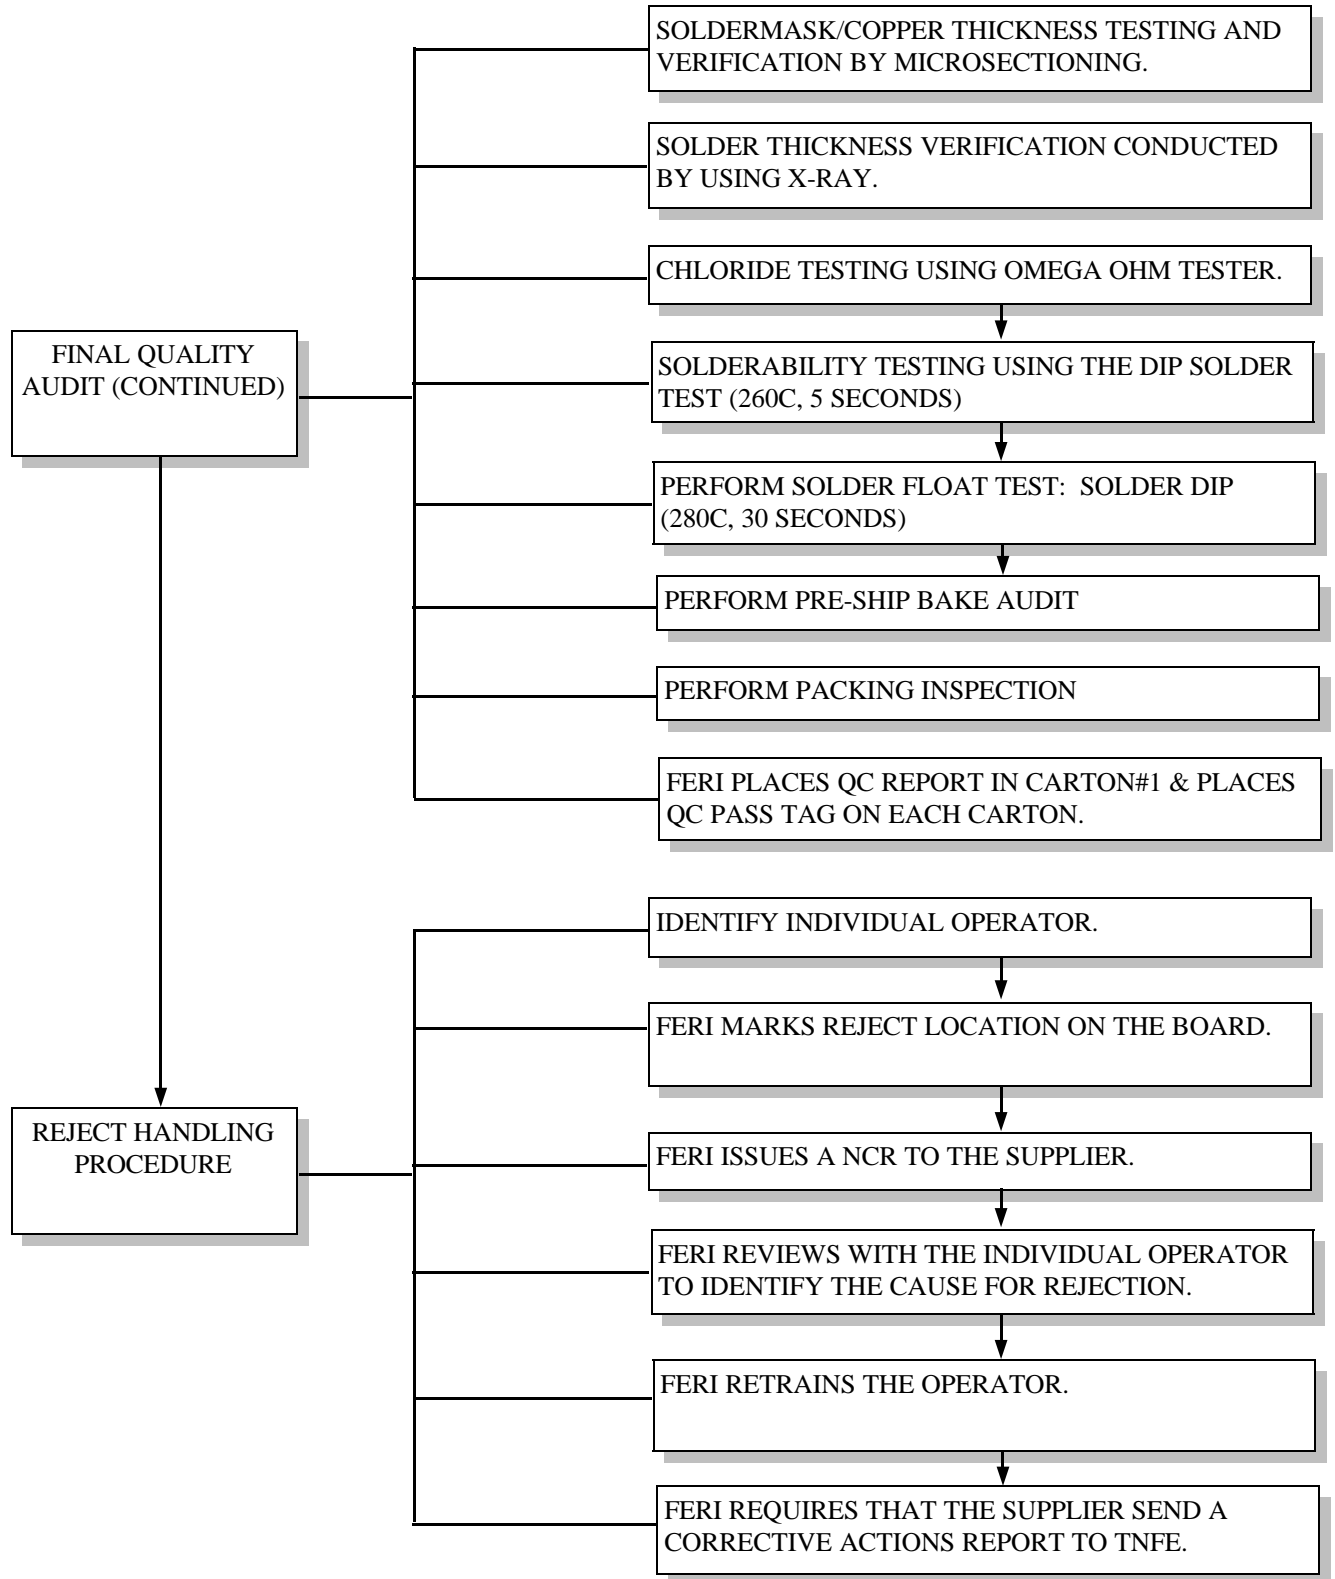 SOLDERMASK/COPPER THICKNESS TESTING AND
VERIFICATION BY MICROSECTIONING.
SOLDER THICKNESS VERIFICATION CONDUCTED
BY USING X-RAY.
CHLORIDE TESTING USING OMEGA OHM TESTER.
FINAL QUALITY
AUDIT (CONTINUED)
SOLDERABILITY TESTING USING THE DIP SOLDER
TEST (260C, 5 SECONDS)
PERFORM SOLDER FLOAT TEST:  SOLDER DIP
(280C, 30 SECONDS)
PERFORM PRE-SHIP BAKE AUDIT
PERFORM PACKING INSPECTION
FERI PLACES QC REPORT IN CARTON#1 & PLACES
QC PASS TAG ON EACH CARTON.
IDENTIFY INDIVIDUAL OPERATOR.
FERI MARKS REJECT LOCATION ON THE BOARD.
REJECT HANDLING
PROCEDURE
FERI ISSUES A NCR TO THE SUPPLIER.
FERI REVIEWS WITH THE INDIVIDUAL OPERATOR
TO IDENTIFY THE CAUSE FOR REJECTION.
FERI RETRAINS THE OPERATOR.
FERI REQUIRES THAT THE SUPPLIER SEND A
CORRECTIVE ACTIONS REPORT TO TNFE.